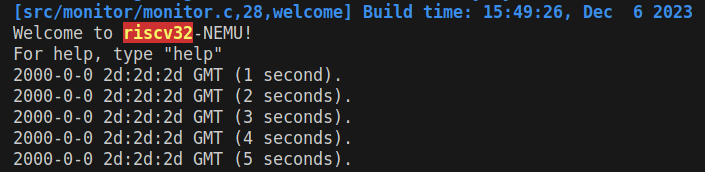 [src/monitor/monitor.c,28,welcome] Build time: 15:49:26, Dec  6 2023
Welcome to riscv32-NEMU!
For help, type "help"
2000-0-0 2d:2d:2d GMT (1 second).
2000-0-0 2d:2d:2d GMT (2 seconds).
2000-0-0 2d:2d:2d GMT (3 seconds).
2000-0-0 2d:2d:2d GMT (4 seconds).
2000-0-0 2d:2d:2d GMT (5 seconds).